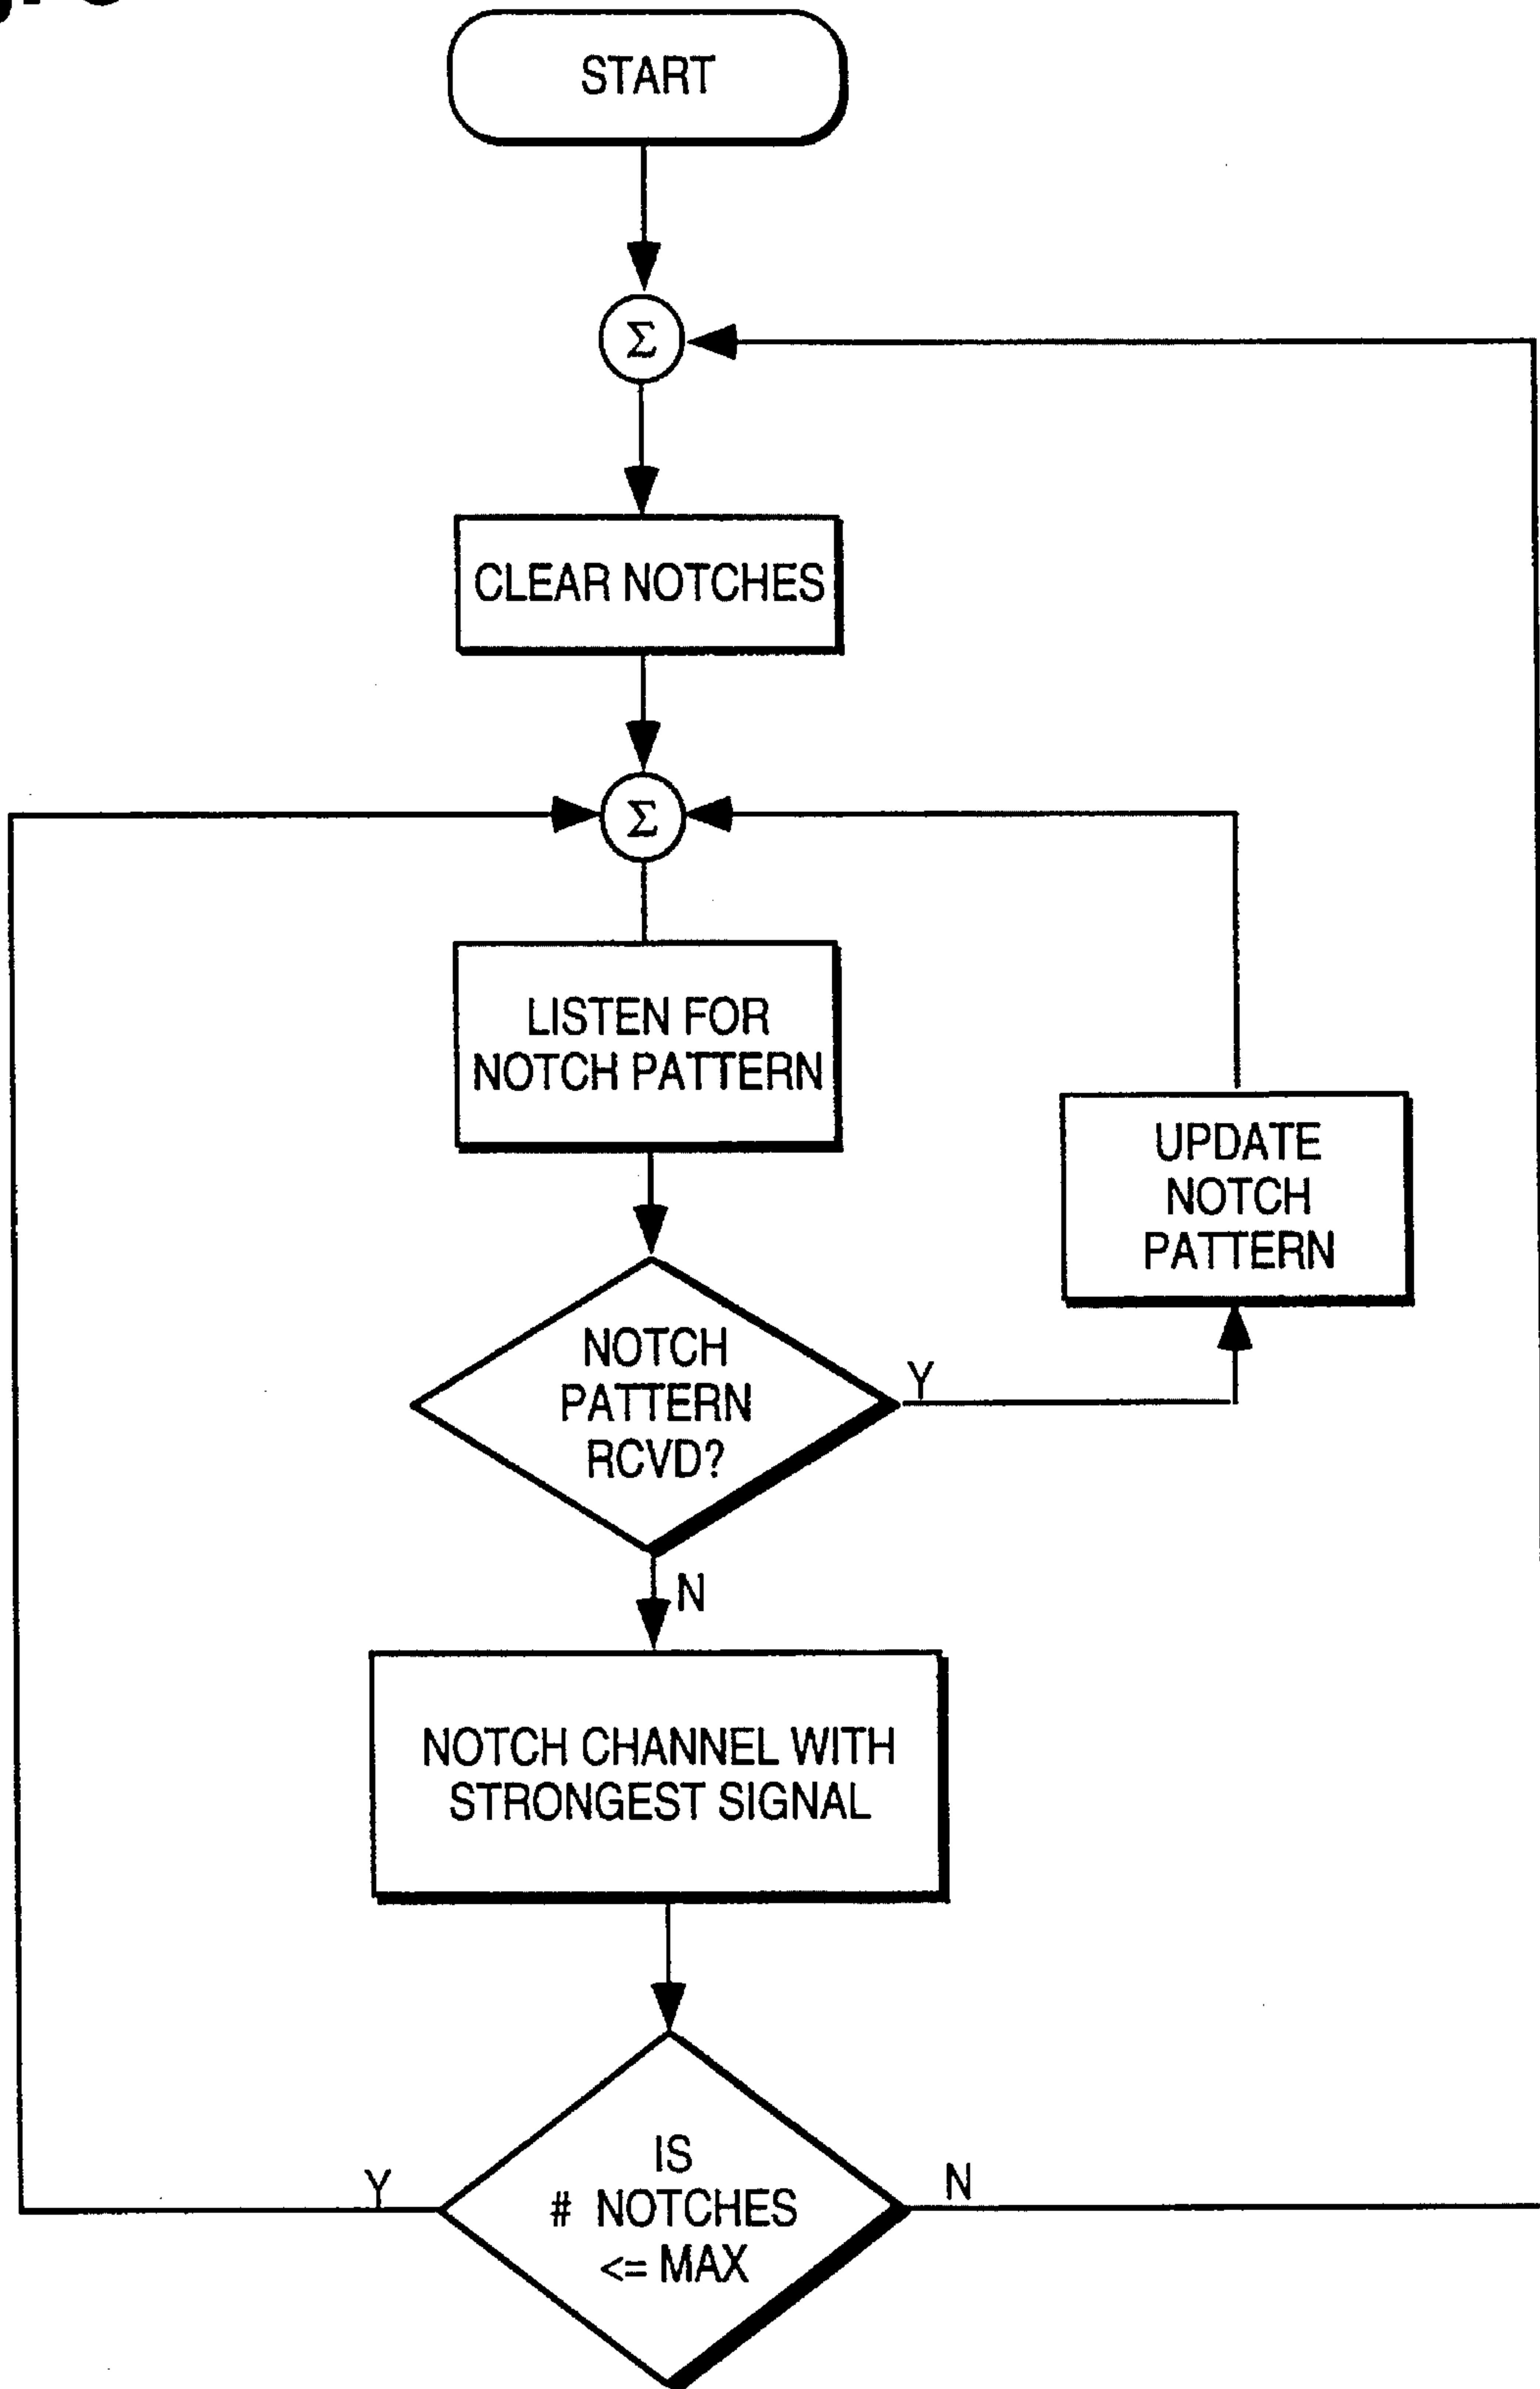 START
Σ
CLEAR NOTCHES
Σ
LISTEN FOR
NOTCH PATTERN
UPDATE
NOTCH
PATTERN
NOTCH
PATTERN
RCVD?
Y
N
NOTCH CHANNEL WITH
STRONGEST SIGNAL
IS
# NOTCHES
<= MAX
Y
N